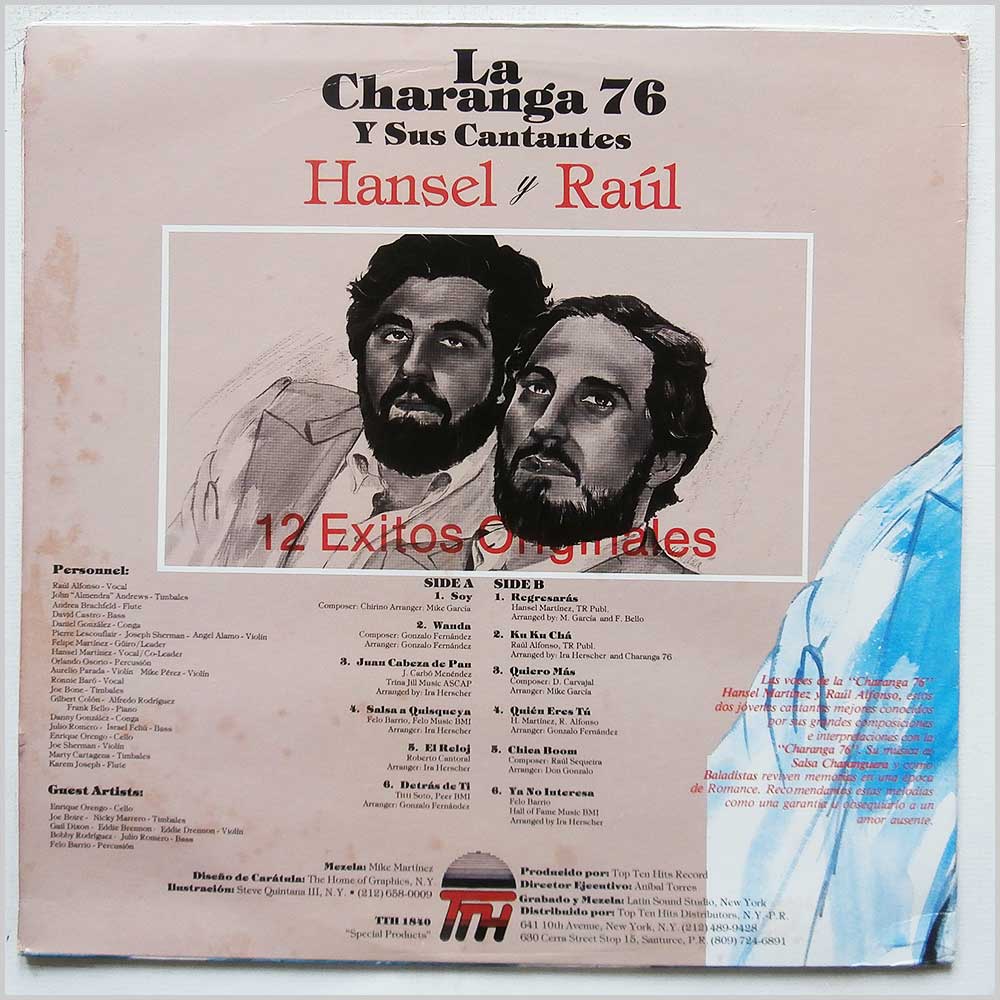 La
Charanga 76
Y Sus Cantantes
Hansel y Raúl
12 Exitos Originales
Personnel:
Raúl Alfonso - Vocal
John "Almendra" Andrews - Timbales
Andrea Brachfeld - Flute
David Castro - Bass
Daniel González - Conga
Pierre Lescouflair - Joseph Sherman - Angel Alamo - Violín
Felipe Martínez - Güiro/Leader
Hansel Martínez - Vocal/Co-Leader
Orlando Osorio - Percusión
Aurelio Parada - Violín Mike Pérez - Violín
Ronnie Baró - Vocal
Joe Bone - Timbales
Gilbert Colón - Alfredo Rodríguez
Frank Bello - Piano
Danny González - Conga
Julio Romero - Israel Fehú - Bass
Enrique Orengo - Cello
Joe Sherman - Violín
Marty Cartagena - Timbales
Karem Joseph - Flute
Guest Artists:
Enrique Orengo - Cello
Joe Boire - Nicky Marrero - Timbales
Gail Dixon - Eddie Brennon - Eddie Drennon - Violín
Bobby Rodríguez - Julio Romero - Bass
Felo Barrio - Percusión
SIDE A
1. Soy
Composer: Chirino Arranger: Mike García
2. Wanda
Composer: Gonzalo Fernández
Arranger: Gonzalo Fernández
3. Juan Cabeza de Pan
J. Carbó Menéndez
Trina Jill Music ASCAP
Arranged by: Ira Herscher
4. Salsa a Quisqueya
Felo Barrio, Felo Music BMI
Arranger: Ira Herscher
5. El Reloj
Roberto Cantoral
Arranger: Ira Herscher
6. Detrás de Ti
Titti Soto, Peer BMI
Arranger: Gonzalo Fernández
SIDE B
1. Regresarás
Hansel Martínez, TR Publ.
Arranged by: M. García and F. Bello
2. Ku Ku Chá
Raúl Alfonso, TR Publ.
Arranged by: Ira Herscher and Charanga 76
3. Quiero Más
Composer: D. Carvajal
Arranger: Mike García
4. Quién Eres Tú
H. Martínez, R. Alfonso
Arranger: Gonzalo Fernández
5. Chica Boom
Composer: Raúl Sequeira
Arranger: Don Gonzalo
6. Ya No Interesa
Felo Barrio
Hall of Fame Music BMI
Arranged by Ira Herscher
Las voces de la "Charanga 76"
Hansel Martínez y Raúl Alfonso, estos
dos jóvenes cantantes mejores conocidos
por sus grandes composiciones
e interpretaciones con la
"Charanga 76". Su música es
Salsa Charanguera y como
Baladistas reviven memorias en una época
de Romance. Recomendamos estas melodías
como una garantía u obsequiarlo a un
amor ausente.
Mezcla: Mike Martínez
Diseño de Carátula: The Home of Graphics, N.Y
Ilustración: Steve Quintana III, N.Y. • (212) 658-0009
TTH 1840
"Special Products"
TTH
Producido por: Top Ten Hits Record
Director Ejecutivo: Aníbal Torres
Grabado y Mezcla: Latin Sound Studio, New York
Distribuido por: Top Ten Hits Distributors, N.Y.-P.R.
641 10th Avenue, New York, N.Y. (212) 489-9428
630 Cerra Street Stop 15, Santurce, P.R. (809) 724-6891